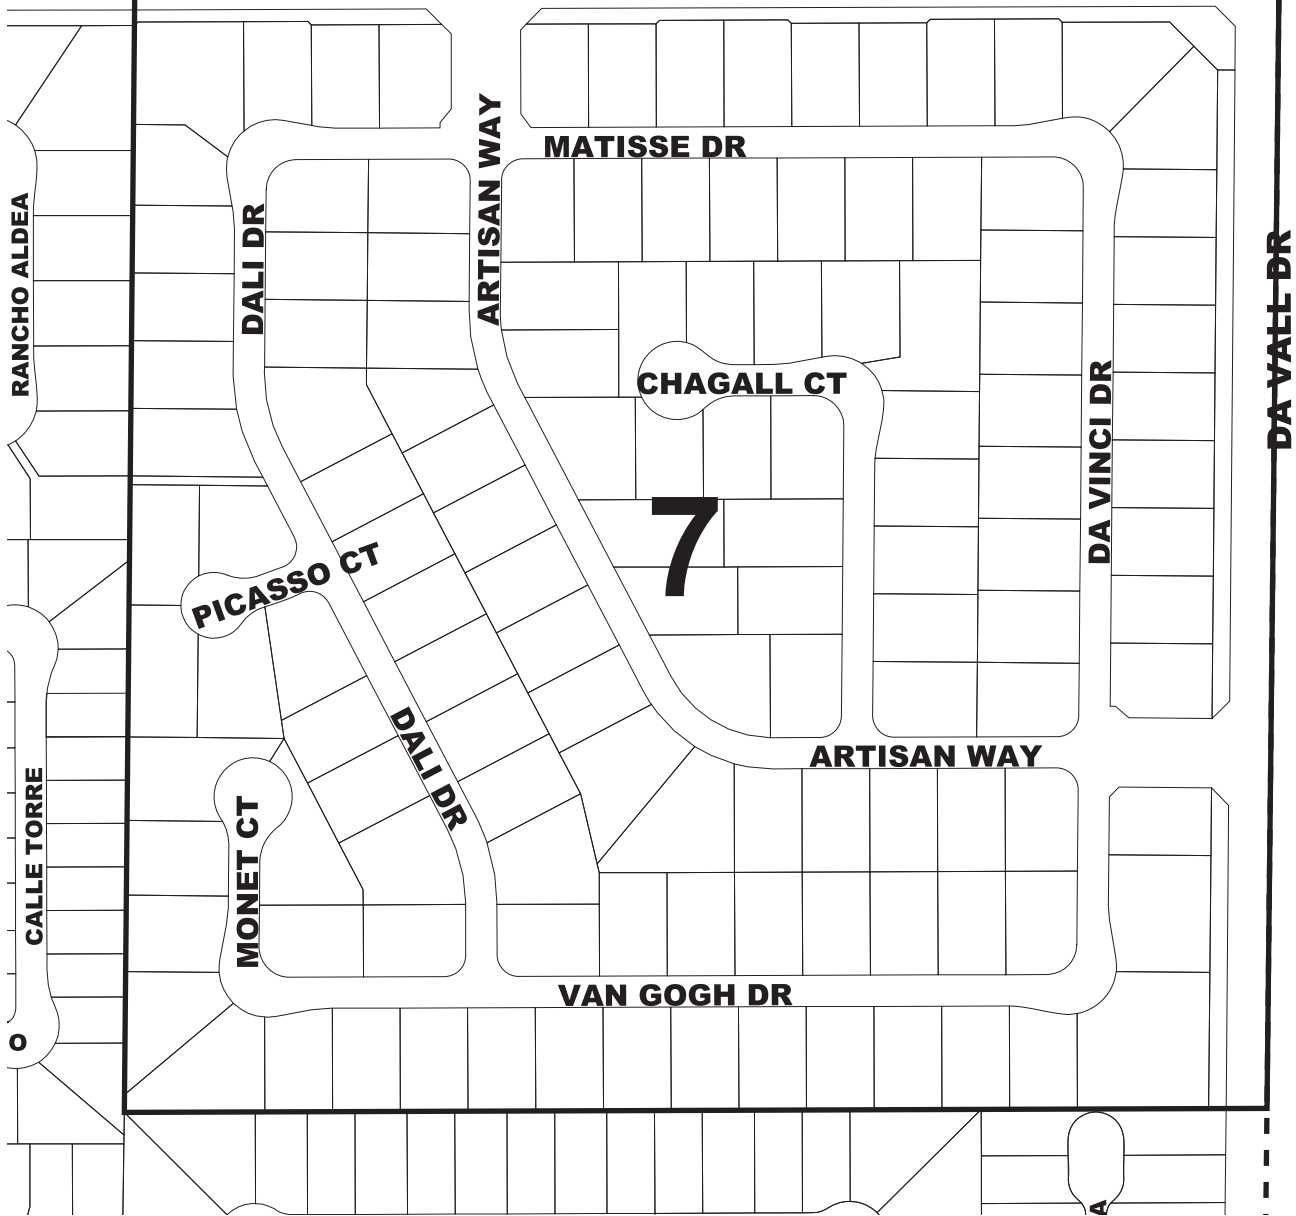 MATISSE DR
ARTISAN WAY
RANCHO ALDEA
DALI DR
DA VALL DR
CHAGALL CT
DA VINCI DR
7
PICASSO CT
DALI DR
ARTISAN WAY
CALLE TORRE
MONET CT
VAN GOGH DR
O
A